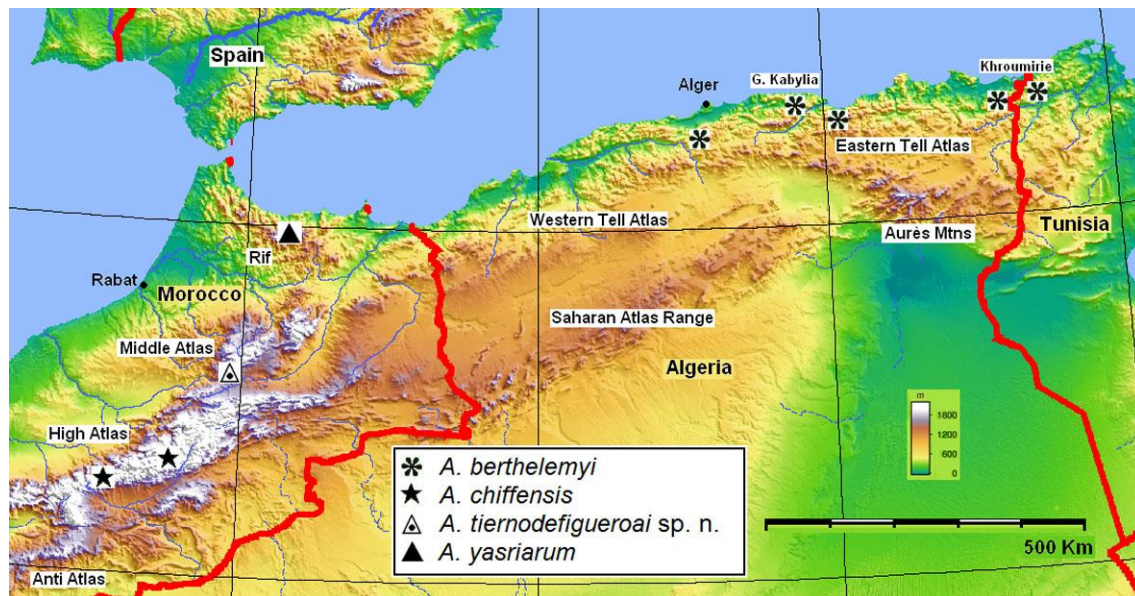 Spain
Alger
G. Kabylia
Khroumirie
Eastern Tell Atlas
Western Tell Atlas
Aurès Mtns
Tunisia
Rif
Rabat
Morocco
Middle Atlas
Saharan Atlas Range
Algeria
High Atlas
Anti Atlas
m
1800
1200
600
0
A. berthelemyi
A. chiffensis
A. tiernodefigueroai sp. n.
A. yasriarum
500 Km